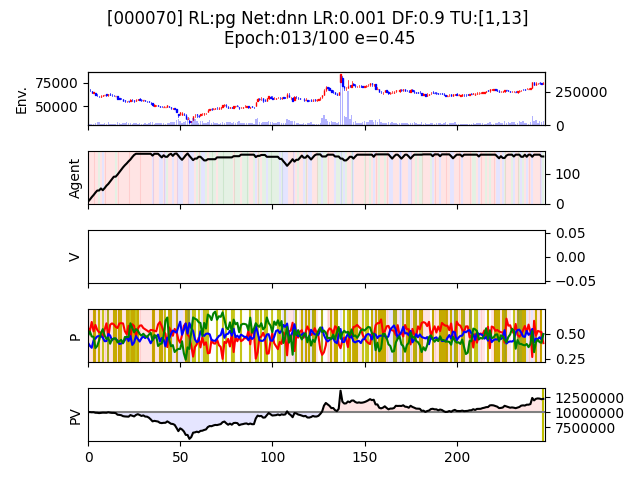 [000070] RL:pg Net:dnn LR:0.001 DF:0.9 TU:[1,13]
Epoch:013/100 e=0.45
Env.
75000
50000
250000
0
Agent
100
0
V
0.05
0.00
−0.05
P
0.50
0.25
PV
12500000
10000000
7500000
0 50 100 150 200